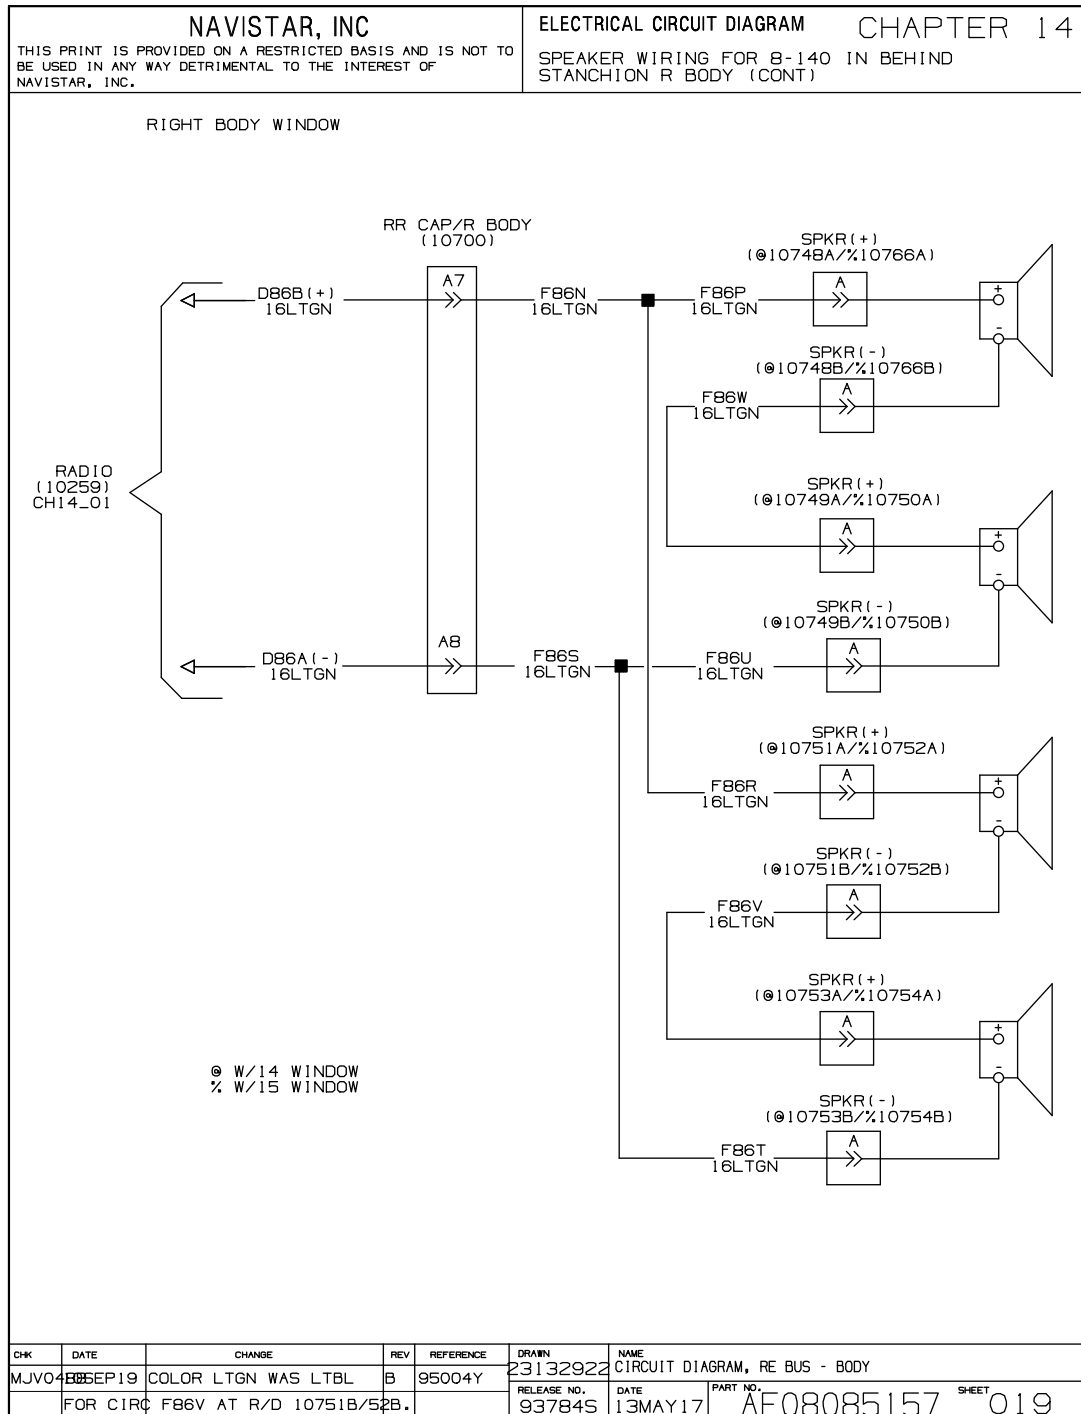 NAVISTAR, INC
THIS PRINT IS PROVIDED ON A RESTRICTED BASIS AND IS NOT TO
BE USED IN ANY WAY DETRIMENTAL TO THE INTEREST OF
NAVISTAR, INC.
ELECTRICAL CIRCUIT DIAGRAM
CHAPTER 14
SPEAKER WIRING FOR 8-140 IN BEHIND
STANCHION R BODY (CONT)
RIGHT BODY WINDOW
RR CAP/R BODY
(10700)
SPKR(+)
(@10748A/%10766A)
D86B(+)
16LTGN
A7
F86N
16LTGN
F86P
16LTGN
A
+
-
SPKR(-)
(@10748B/%10766B)
F86W
16LTGN
A
RADIO
(10259)
CH14_01
SPKR(+)
(@10749A/%10750A)
A
+
-
SPKR(-)
(@10749B/%10750B)
D86A(-)
16LTGN
A8
F86S
16LTGN
F86U
16LTGN
A
SPKR(+)
(@10751A/%10752A)
F86R
16LTGN
A
+
-
SPKR(-)
(@10751B/%10752B)
F86V
16LTGN
A
SPKR(+)
(@10753A/%10754A)
A
+
-
@ W/14 WINDOW
% W/15 WINDOW
SPKR(-)
(@10753B/%10754B)
F86T
16LTGN
A
CHK DATE CHANGE REV REFERENCE
COLOR LTGN WAS LTBL B 95004Y
FOR CIRC F86V AT R/D 10751B/52B.
DRAWN
23132922
NAME
CIRCUIT DIAGRAM, RE BUS - BODY
RELEASE NO.
93784S
DATE
13MAY17
PART NO.
AE08085157
SHEET
019